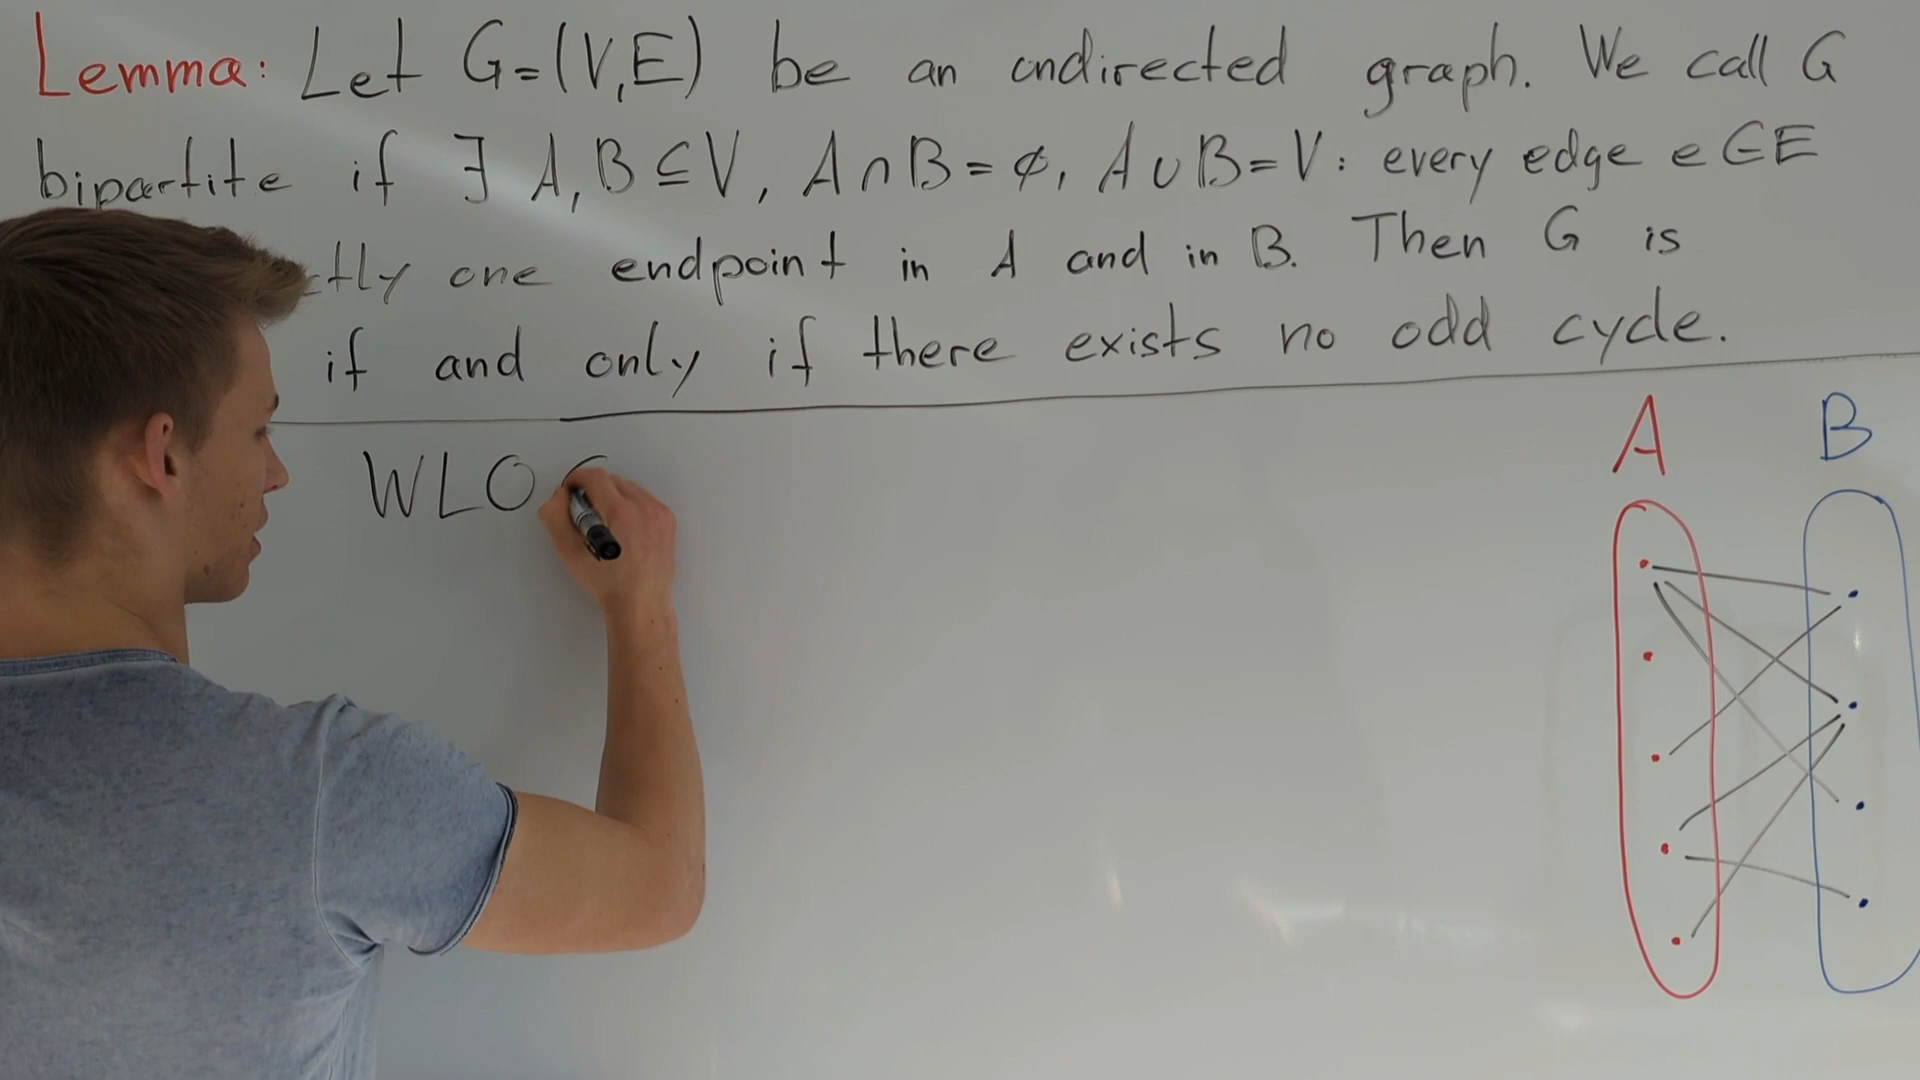 Lemma: Let G=(V,E) be an undirected graph. We call G
bipartite if ∃ A,B⊆V, A∩B=∅, A∪B=V: every edge e∈E
ctly one endpoint in A and in B. Then G is
if and only if there exists no odd cycle.
A B
WLO